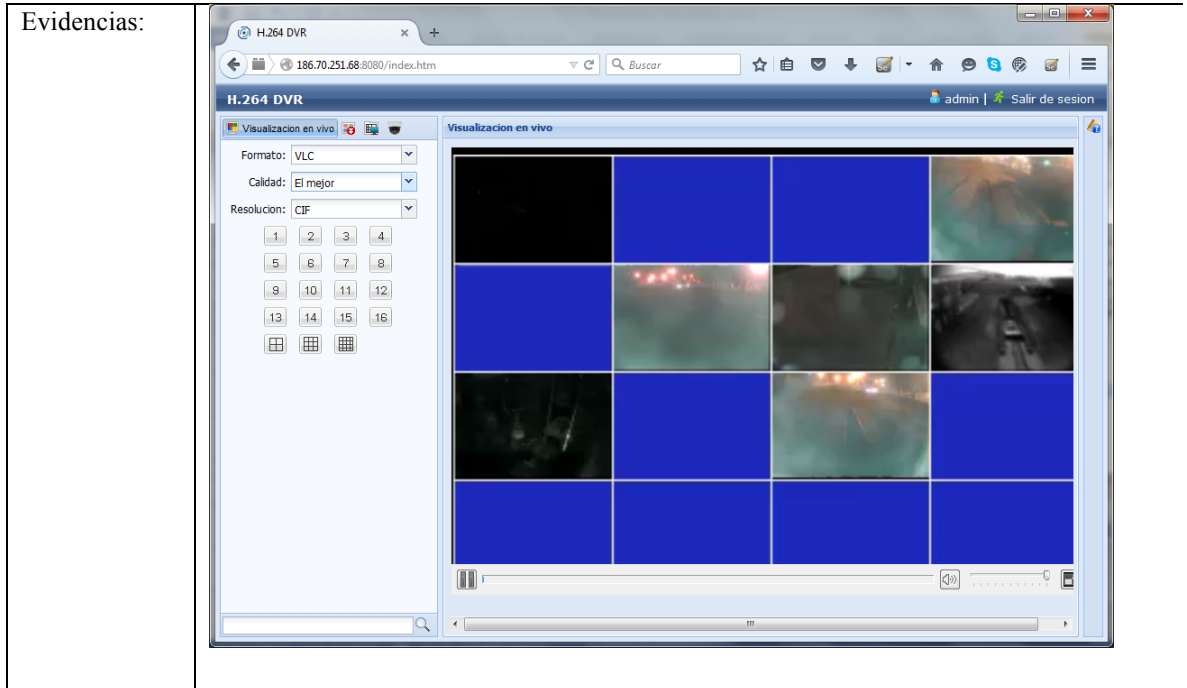 Evidencias:
H.264 DVR
186.70.251.68:8080/index.htm
Buscar
H.264 DVR
admin | Salir de sesion
Visualizacion en vivo
Visualizacion en vivo
Formato: VLC
Calidad: El mejor
Resolucion: CIF
1 2 3 4
5 6 7 8
9 10 11 12
13 14 15 16